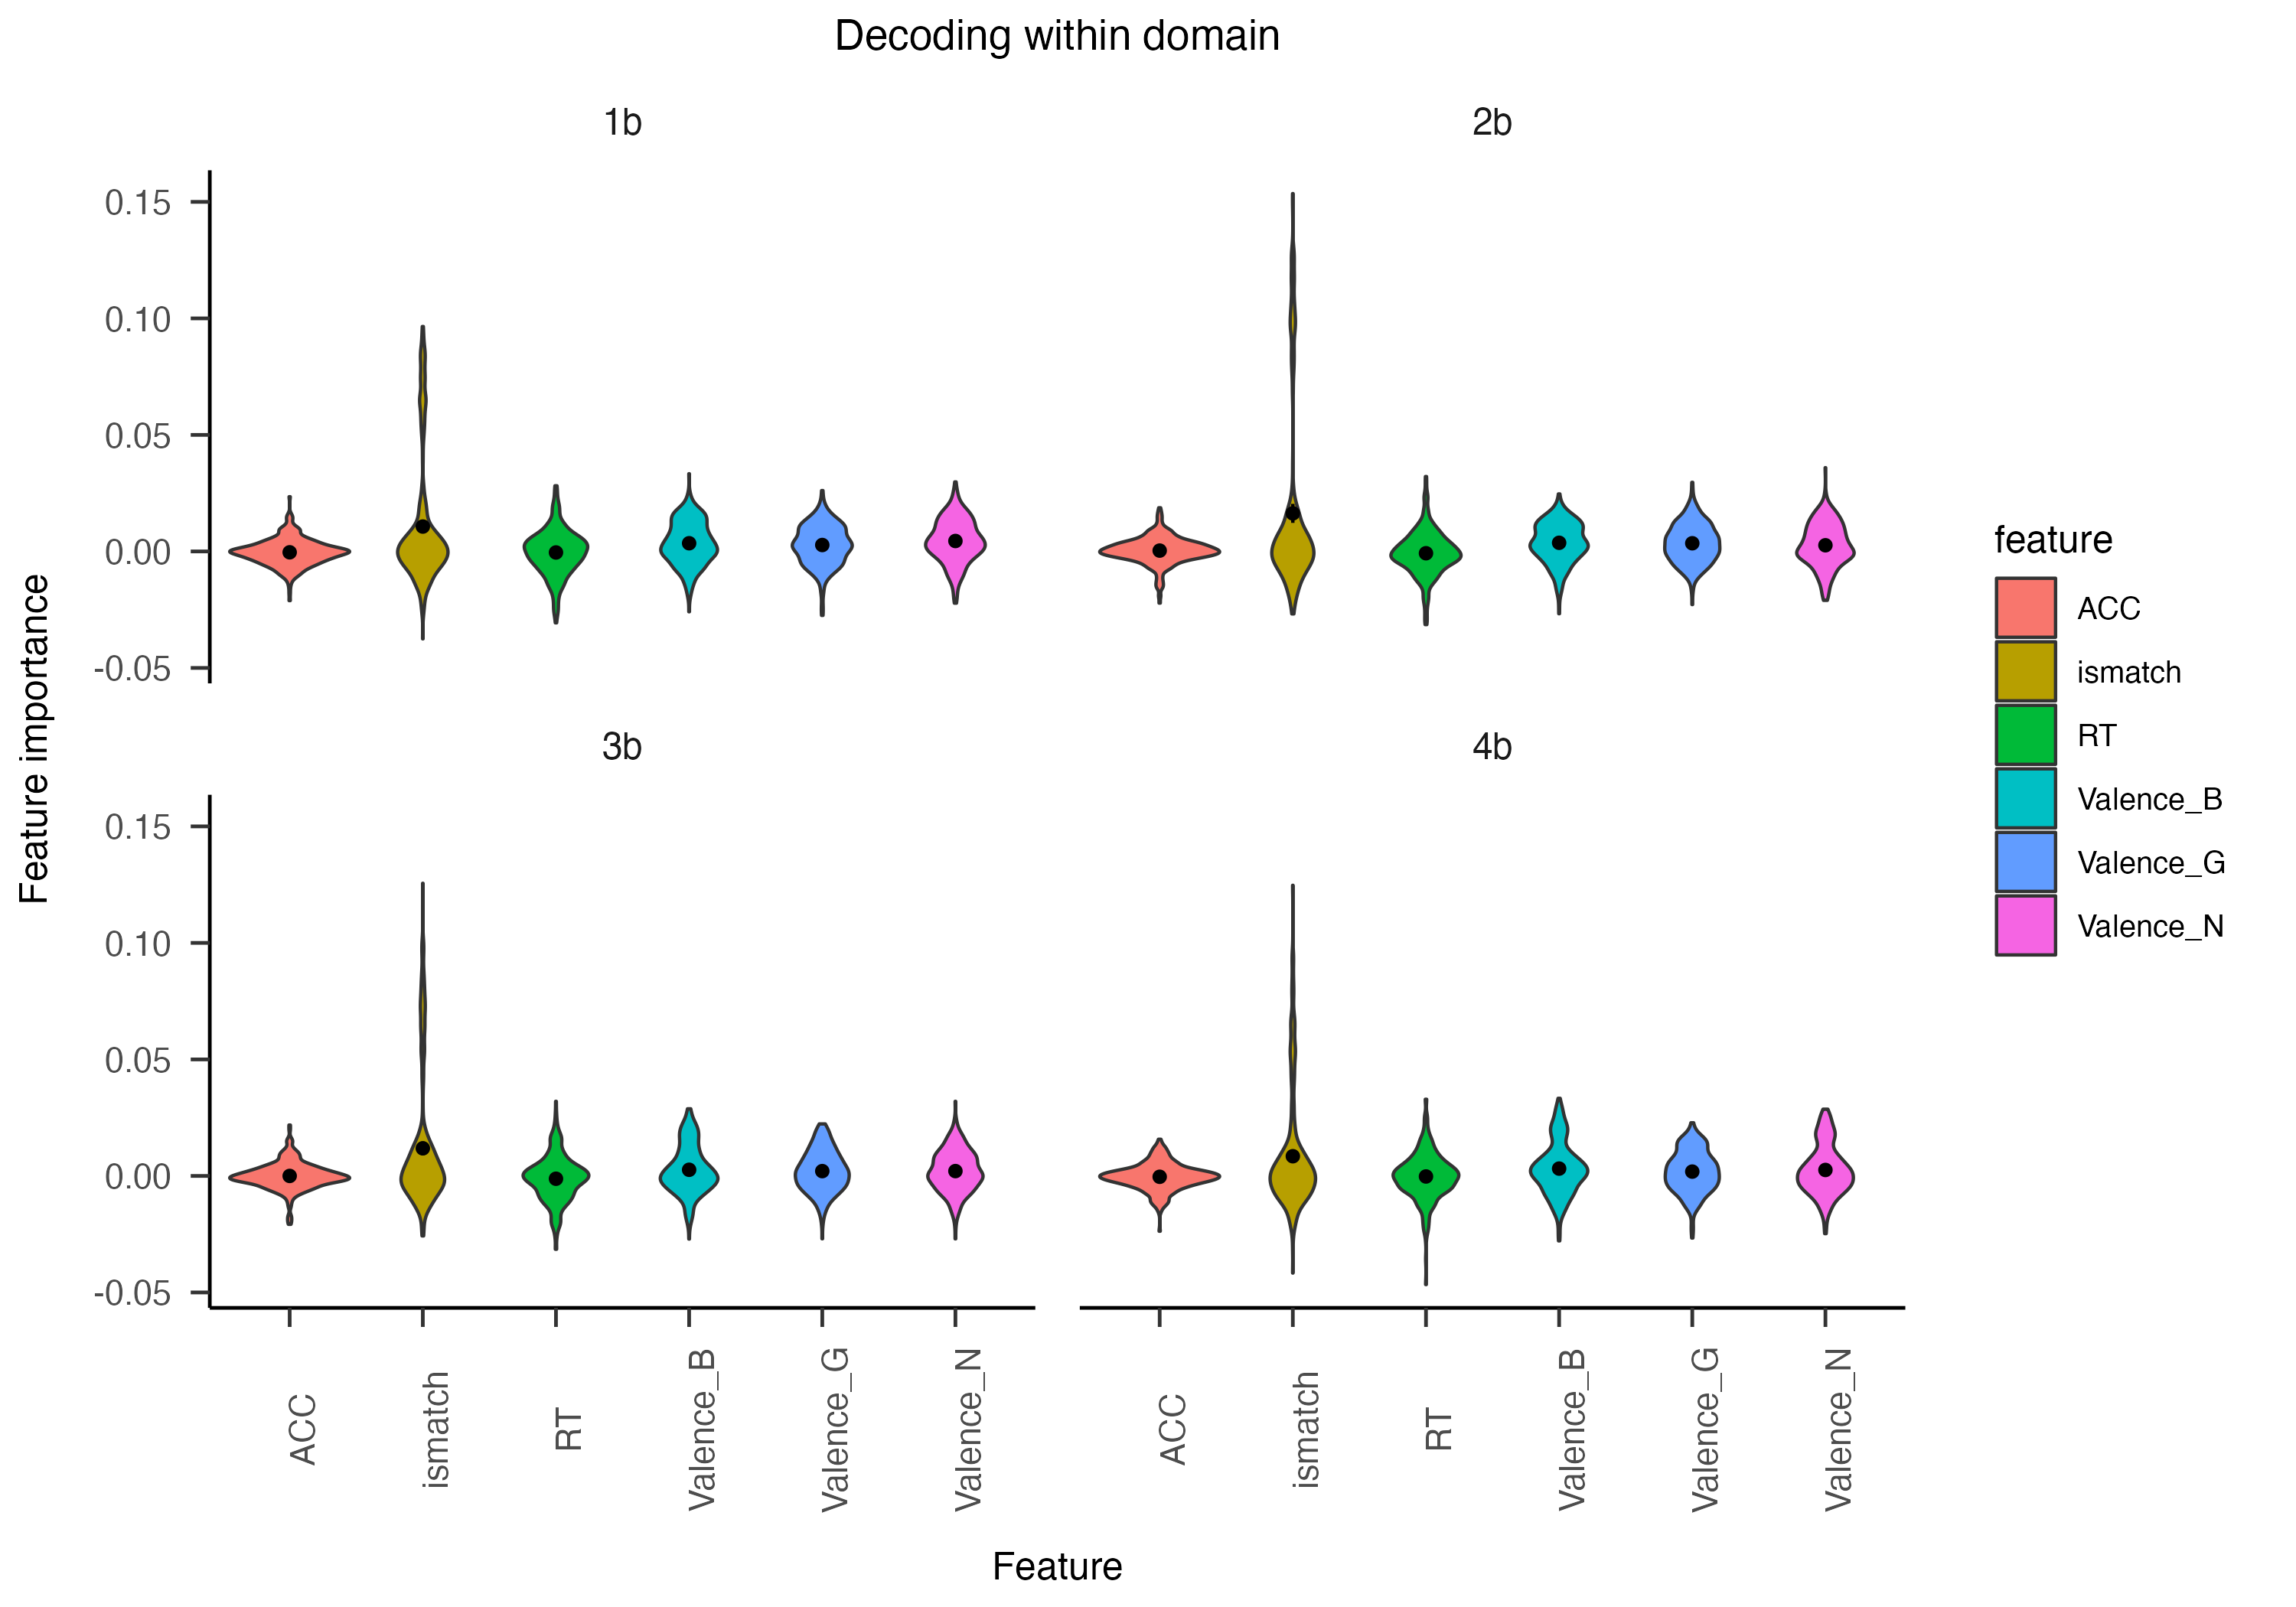 Decoding within domain
1b
2b
0.15
0.10
0.05
0.00
-0.05
3b
4b
0.15
0.10
0.05
0.00
-0.05
Feature importance
ACC
ismatch
RT
Valence_B
Valence_G
Valence_N
ACC
ismatch
RT
Valence_B
Valence_G
Valence_N
Feature
feature
ACC
ismatch
RT
Valence_B
Valence_G
Valence_N